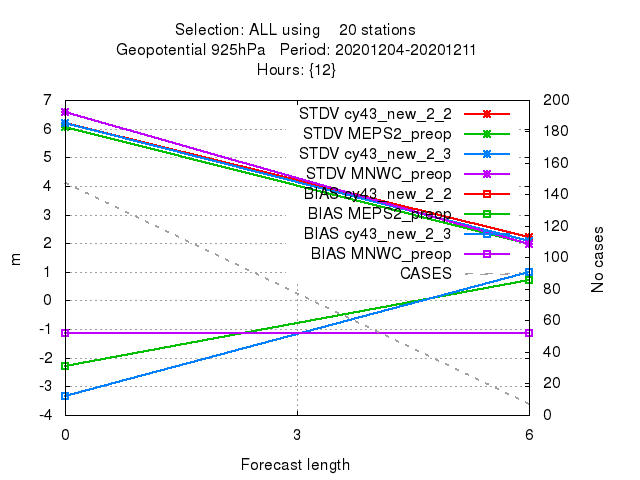 Selection: ALL using 20 stations
Geopotential 925hPa Period: 20201204-20201211
Hours: {12}
7
6
5
4
3
2
1
0
-1
-2
-3
-4
m
STDV cy43_new_2_2
STDV MEPS2_preop
STDV cy43_new_2_3
STDV MNWC_preop
BIAS cy43_new_2_2
BIAS MEPS2_preop
BIAS cy43_new_2_3
BIAS MNWC_preop
CASES
200
180
160
140
120
100
80
60
40
20
0
No cases
0 3 6
Forecast length